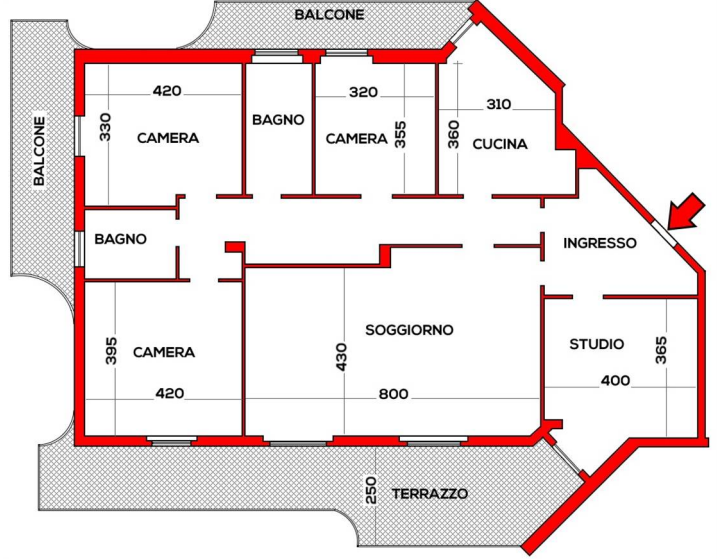 BALCONE
BALCONE
420
330
CAMERA
BAGNO
320
355
CAMERA
310
360
CUCINA
BAGNO
INGRESSO
395
CAMERA
420
430
SOGGIORNO
800
STUDIO
365
400
250
TERRAZZO